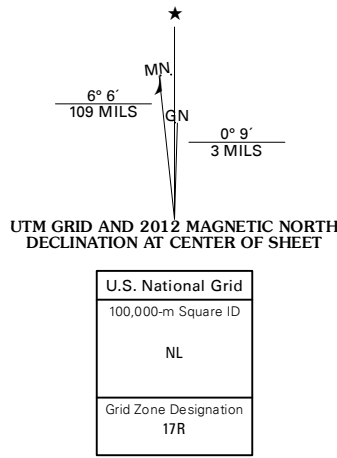 ★
MN
6° 6´
109 MILS
GN
0° 9´
3 MILS
UTM GRID AND 2012 MAGNETIC NORTH
DECLINATION AT CENTER OF SHEET
U.S. National Grid
100,000-m Square ID
NL
Grid Zone Designation
17R